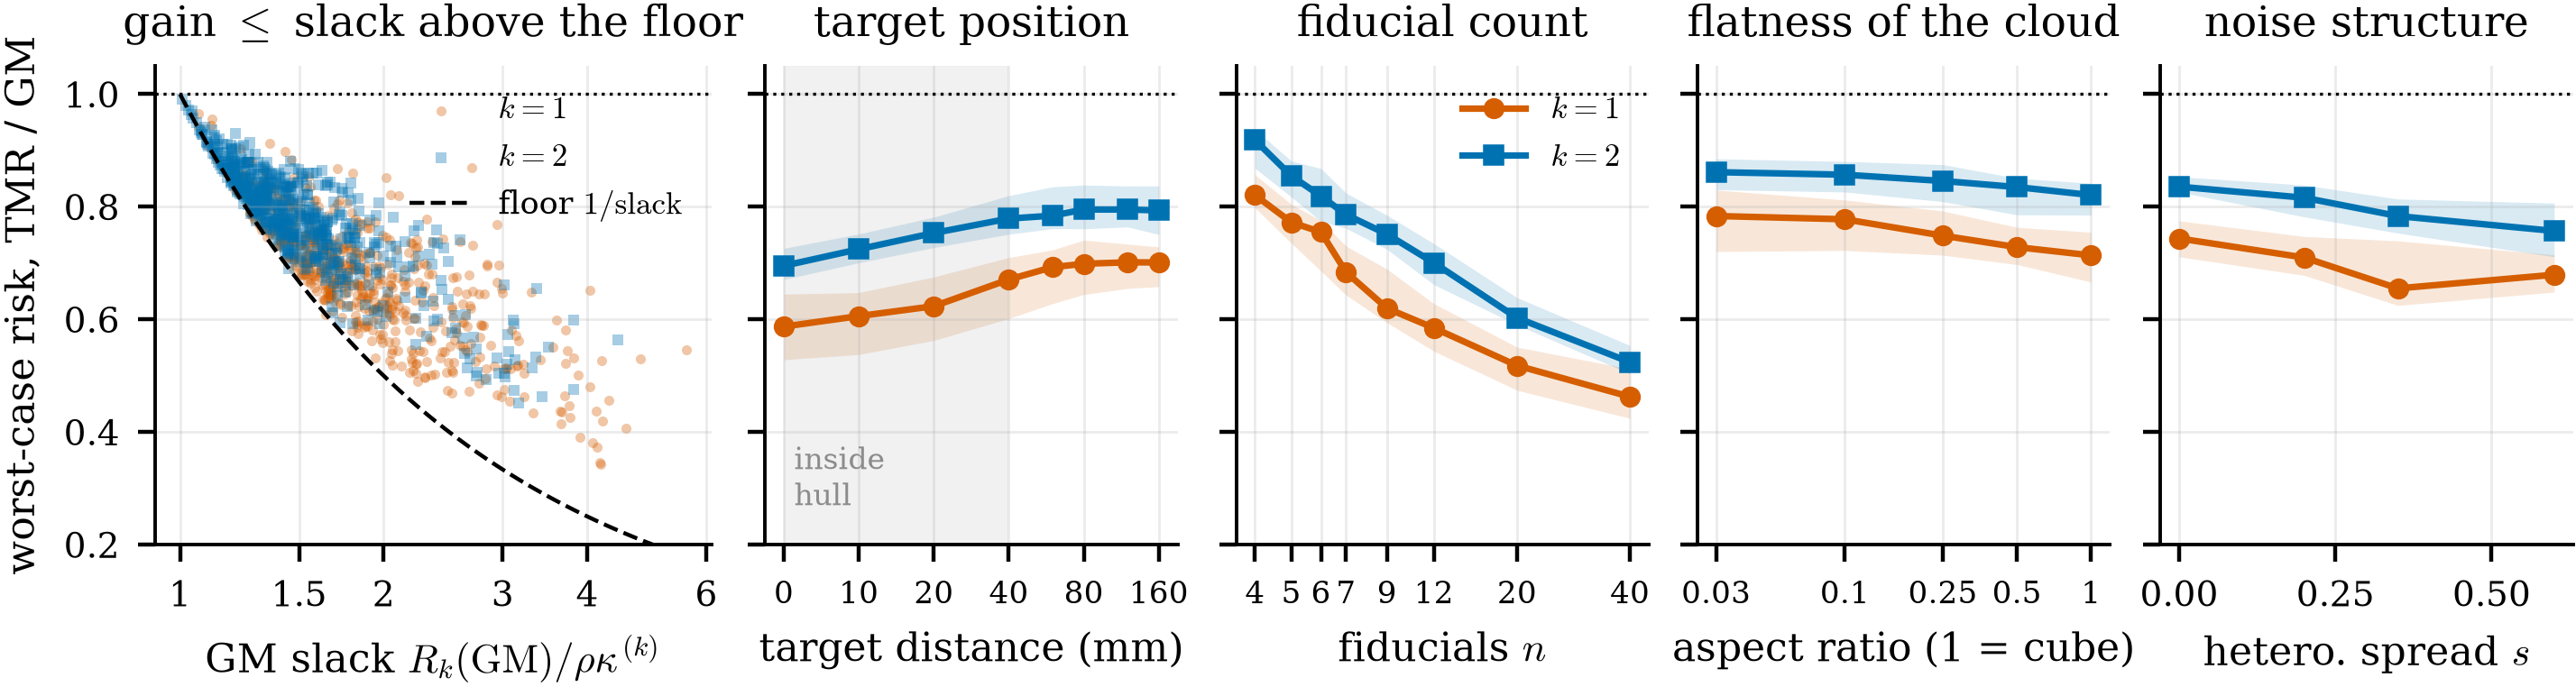 gain ≤ slack above the floor
worst-case risk, TMR / GM
1.0
0.8
0.6
0.4
0.2
k = 1
k = 2
floor 1/slack
1 1.5 2 3 4 6
GM slack R_k(GM)/ρκ^(k)
target position
inside
hull
0 10 20 40 80 160
target distance (mm)
fiducial count
k = 1
k = 2
4 5 6 7 9 12 20 40
fiducials n
flatness of the cloud
0.03 0.1 0.25 0.5 1
aspect ratio (1 = cube)
noise structure
0.00 0.25 0.50
hetero. spread s